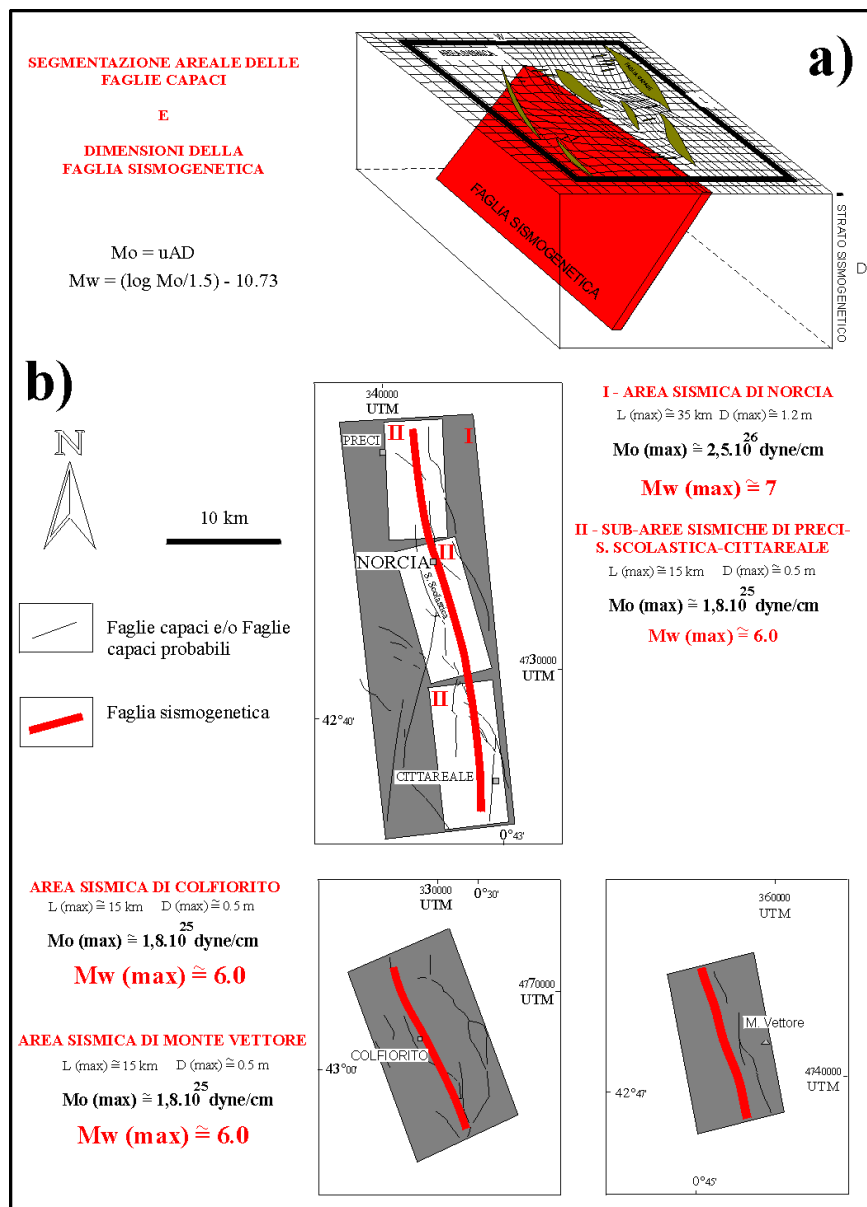 SEGMENTAZIONE AREALE DELLE
FAGLIE CAPACI
E
DIMENSIONI DELLA
FAGLIA SISMOGENETICA
Mo = uAD
Mw = (log Mo/1.5) - 10.73
a)
W
AREA SISMICA
FAGLIA CAPACE
FAGLIA SISMOGENETICA
STRATO SISMOGENETICO
D
b)
N
10 km
Faglie capaci e/o Faglie
capaci probabili
Faglia sismogenetica
340000
UTM
II
I
PRECI
II
NORCIA
S. Scolastica
4730000
UTM
II
42°40'
CITTAREALE
0°43'
I - AREA SISMICA DI NORCIA
L (max) ≅ 35 km D (max) ≅ 1.2 m
Mo (max) ≅ 2,5.10^26 dyne/cm
Mw (max) ≅ 7
II - SUB-AREE SISMICHE DI PRECI-
S. SCOLASTICA-CITTAREALE
L (max) ≅ 15 km D (max) ≅ 0.5 m
Mo (max) ≅ 1,8.10^25 dyne/cm
Mw (max) ≅ 6.0
AREA SISMICA DI COLFIORITO
L (max) ≅ 15 km D (max) ≅ 0.5 m
Mo (max) ≅ 1,8.10^25 dyne/cm
Mw (max) ≅ 6.0
AREA SISMICA DI MONTE VETTORE
L (max) ≅ 15 km D (max) ≅ 0.5 m
Mo (max) ≅ 1,8.10^25 dyne/cm
Mw (max) ≅ 6.0
330000
UTM
0°30'
4770000
UTM
COLFIORITO
43°00'
360000
UTM
M. Vettore
4740000
UTM
42°47'
0°45'